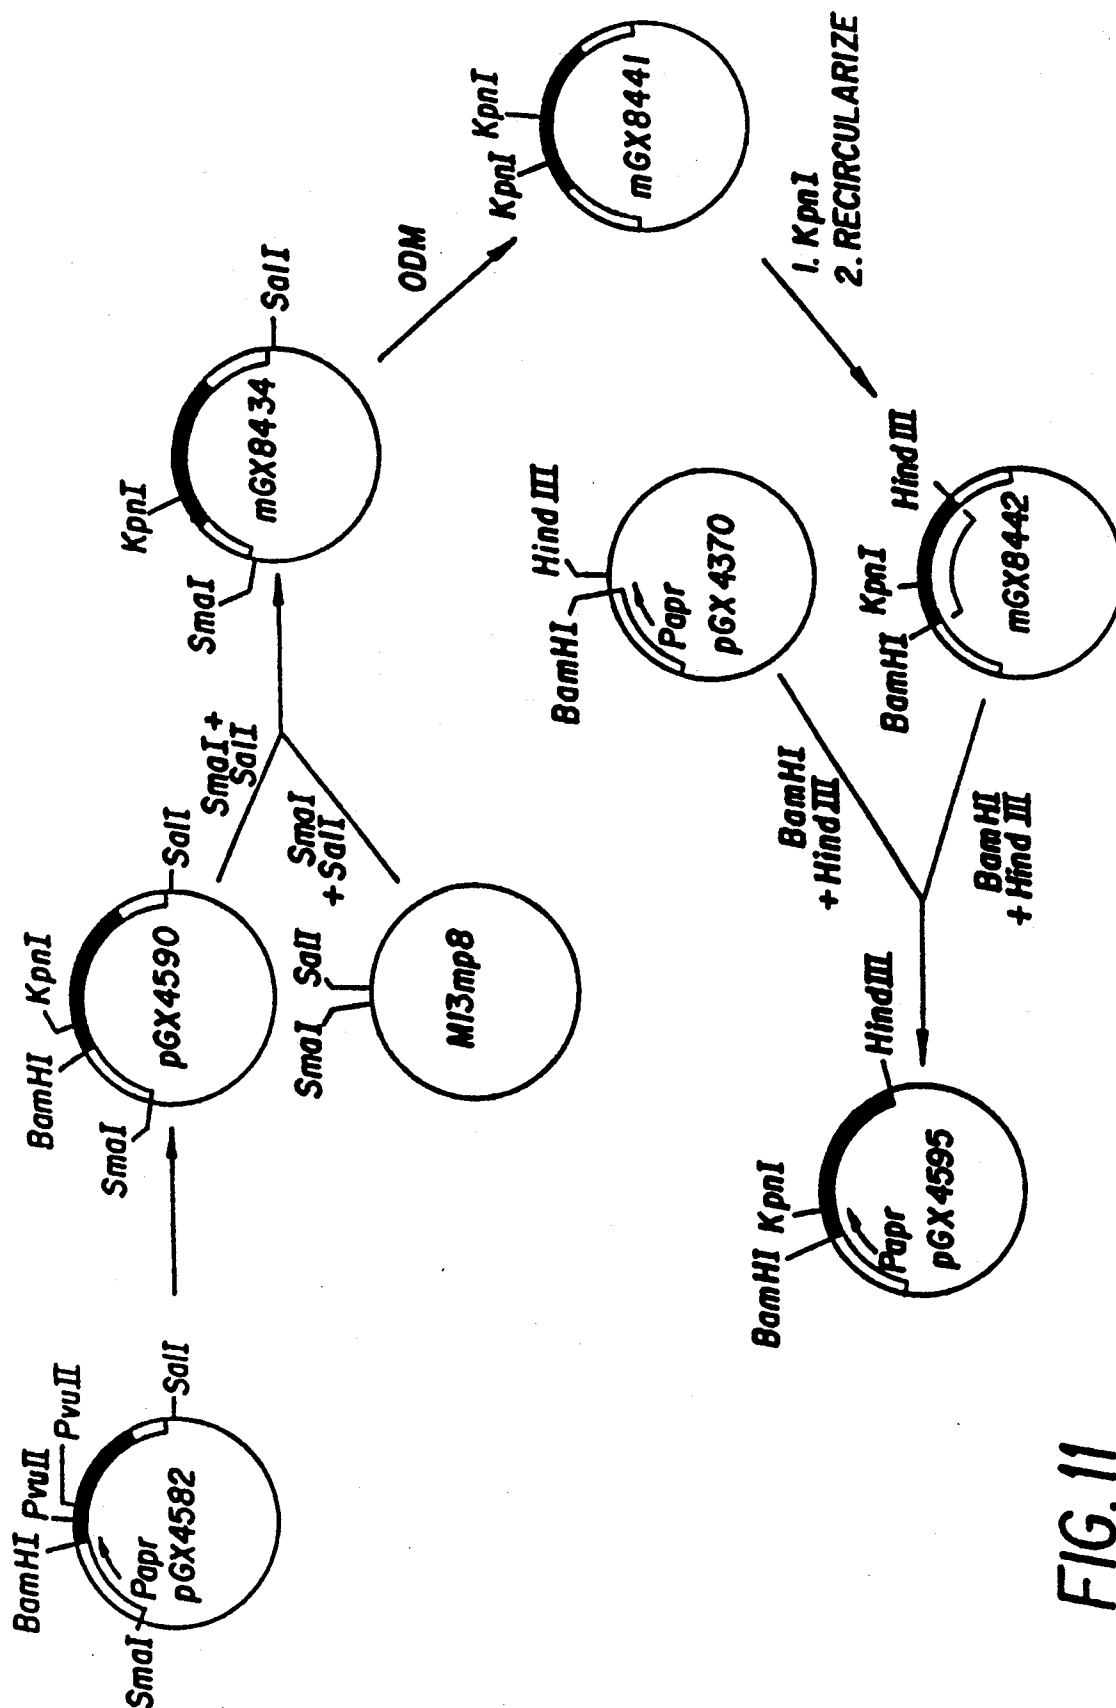 BamHI
PvuII
PvuII
SalI
SmaI
Papr
pGX4582
BamHI
KpnI
SalI
SmaI
pGX4590
SmaI
SalI
M13mp8
SmaI +
SalI
SmaI
+ SalI
KpnI
SmaI
SalI
mGX8434
ODM
KpnI
KpnI
mGX8441
1. KpnI
2. RECIRCULARIZE
BamHI
Hind III
Papr
pGX4370
BamHI
KpnI
Hind III
mGX8442
BamHI
+ Hind III
BamHI
+ Hind III
BamHI
KpnI
HindIII
Papr
pGX4595
FIG. 11